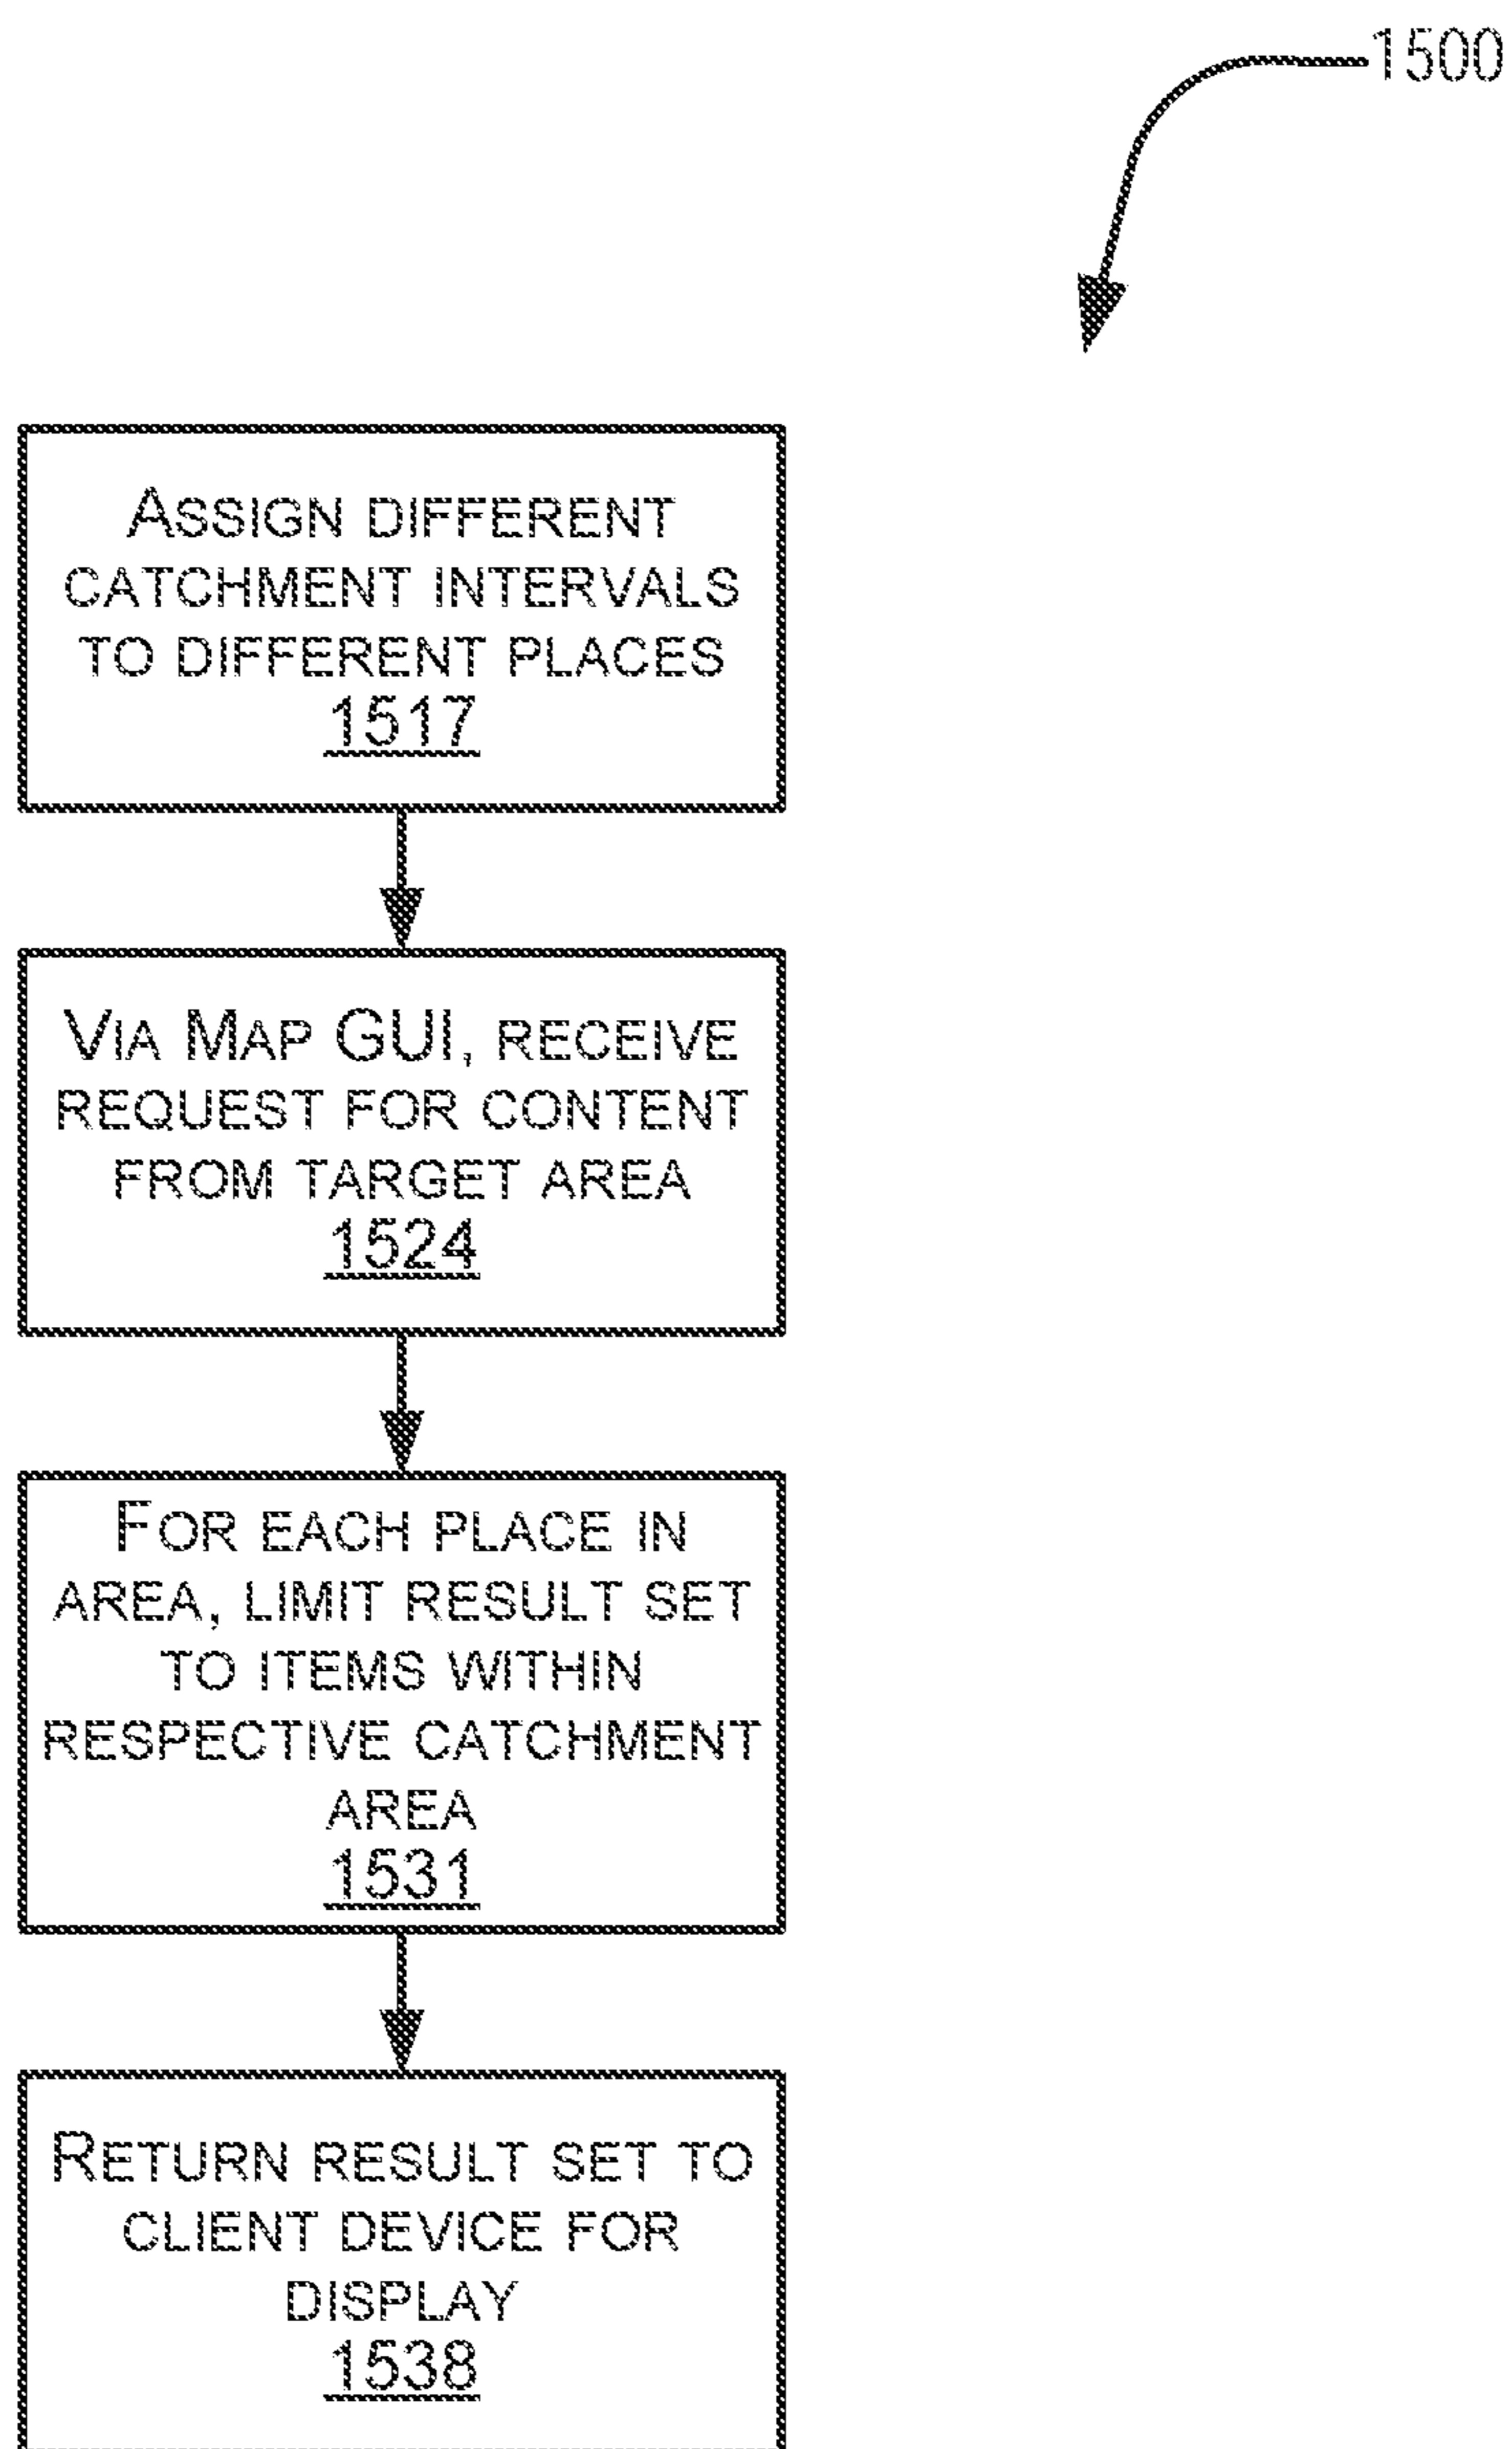 1500
ASSIGN DIFFERENT
CATCHMENT INTERVALS
TO DIFFERENT PLACES
1517
VIA MAP GUI, RECEIVE
REQUEST FOR CONTENT
FROM TARGET AREA
1524
FOR EACH PLACE IN
AREA, LIMIT RESULT SET
TO ITEMS WITHIN
RESPECTIVE CATCHMENT
AREA
1531
RETURN RESULT SET TO
CLIENT DEVICE FOR
DISPLAY
1538